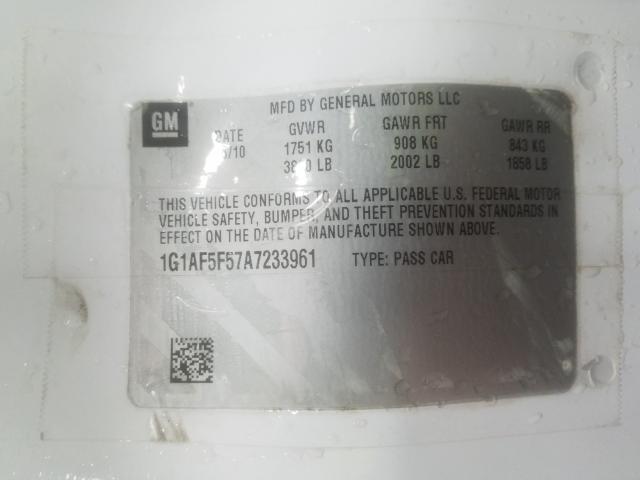 MFD BY GENERAL MOTORS LLC
GM DATE GVWR GAWR FRT GAWR RR
/10 1751 KG 908 KG 843 KG
LB 2002 LB 1858 LB
THIS VEHICLE CONFORMS TO ALL APPLICABLE U.S. FEDERAL MOTOR
VEHICLE SAFETY, BUMPER, AND THEFT PREVENTION STANDARDS IN
EFFECT ON THE DATE OF MANUFACTURE SHOWN ABOVE.
1G1AF5F57A7233961 TYPE: PASS CAR